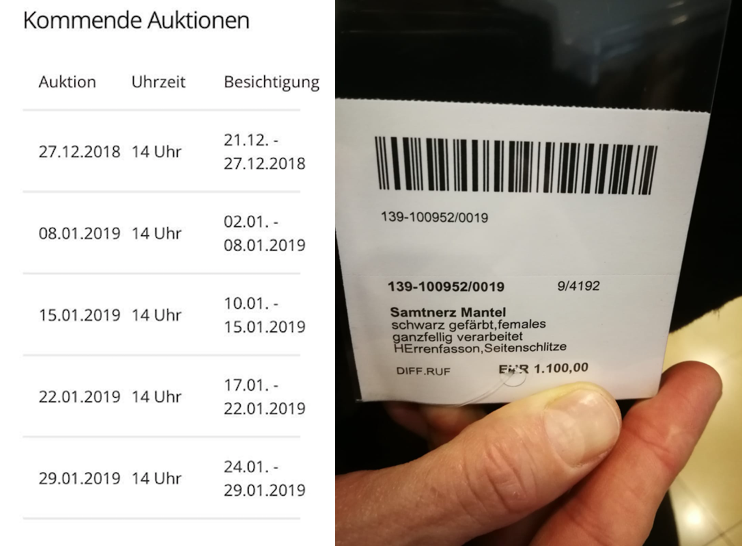 Kommende Auktionen
Auktion Uhrzeit Besichtigung
27.12.2018 14 Uhr 21.12. -
27.12.2018
08.01.2019 14 Uhr 02.01. -
08.01.2019
15.01.2019 14 Uhr 10.01. -
15.01.2019
22.01.2019 14 Uhr 17.01. -
22.01.2019
29.01.2019 14 Uhr 24.01. -
29.01.2019
139-100952/0019
139-100952/0019 9/4192
Samtnerz Mantel
schwarz gefärbt,females
ganzfellig verarbeitet
HErrenfasson,Seitenschlitze
DIFF.RUF EUR 1.100,00